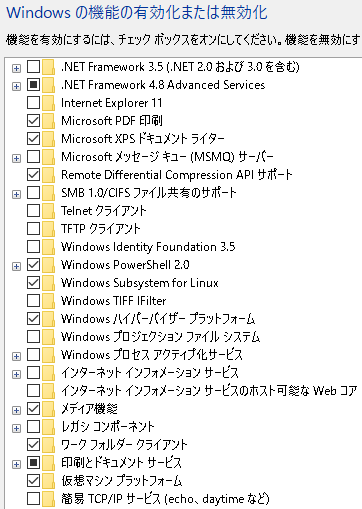 Windows の機能の有効化または無効化
機能を有効にするには、チェック ボックスをオンにしてください。機能を無効にす
.NET Framework 3.5 (.NET 2.0 および 3.0 を含む)
.NET Framework 4.8 Advanced Services
Internet Explorer 11
Microsoft PDF 印刷
Microsoft XPS ドキュメント ライター
Microsoft メッセージ キュー (MSMQ) サーバー
Remote Differential Compression API サポート
SMB 1.0/CIFS ファイル共有のサポート
Telnet クライアント
TFTP クライアント
Windows Identity Foundation 3.5
Windows PowerShell 2.0
Windows Subsystem for Linux
Windows TIFF IFilter
Windows ハイパーバイザー プラットフォーム
Windows プロジェクション ファイル システム
Windows プロセス アクティブ化サービス
インターネット インフォメーション サービス
インターネット インフォメーション サービスのホスト可能な Web コア
メディア機能
レガシ コンポーネント
ワーク フォルダー クライアント
印刷とドキュメント サービス
仮想マシン プラットフォーム
簡易 TCP/IP サービス (echo、daytime など)